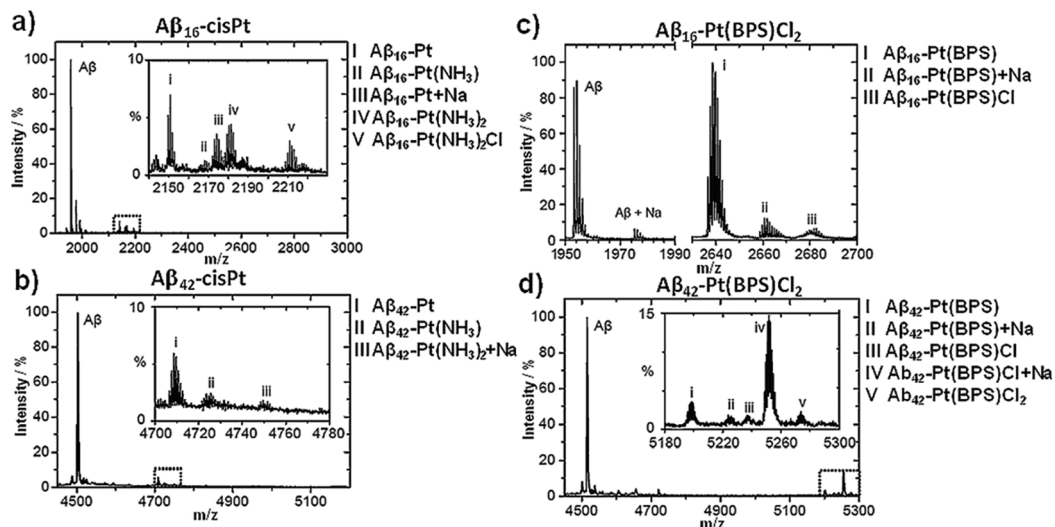 a)
Aβ16-cisPt
Intensity / %
100
80
60
40
20
0
Aβ
10
5
0
%
i
ii
iii
iv
v
2150 2170 2190 2210
2000 2200 2400 2600 2800 3000
m/z
I Aβ16-Pt
II Aβ16-Pt(NH3)
III Aβ16-Pt+Na
IV Aβ16-Pt(NH3)2
V Aβ16-Pt(NH3)2Cl
b)
Aβ42-cisPt
Intensity / %
100
80
60
40
20
0
Aβ
10
%
0
i
ii
iii
4700 4720 4740 4760 4780
4500 4700 4900 5100
m/z
I Aβ42-Pt
II Aβ42-Pt(NH3)
III Aβ42-Pt(NH3)2+Na
c)
Aβ16-Pt(BPS)Cl2
Intensity / %
100
80
60
40
20
0
Aβ
Aβ + Na
i
ii
iii
1950 1970 1990 2640 2660 2680 2700
m/z
I Aβ16-Pt(BPS)
II Aβ16-Pt(BPS)+Na
III Aβ16-Pt(BPS)Cl
d)
Aβ42-Pt(BPS)Cl2
Intensity / %
100
80
60
40
20
0
Aβ
15
%
0
i
ii
iii
iv
v
5180 5220 5260 5300
4500 4700 4900 5100 5300
m/z
I Aβ42-Pt(BPS)
II Aβ42-Pt(BPS)+Na
III Aβ42-Pt(BPS)Cl
IV Ab42-Pt(BPS)Cl+Na
V Ab42-Pt(BPS)Cl2